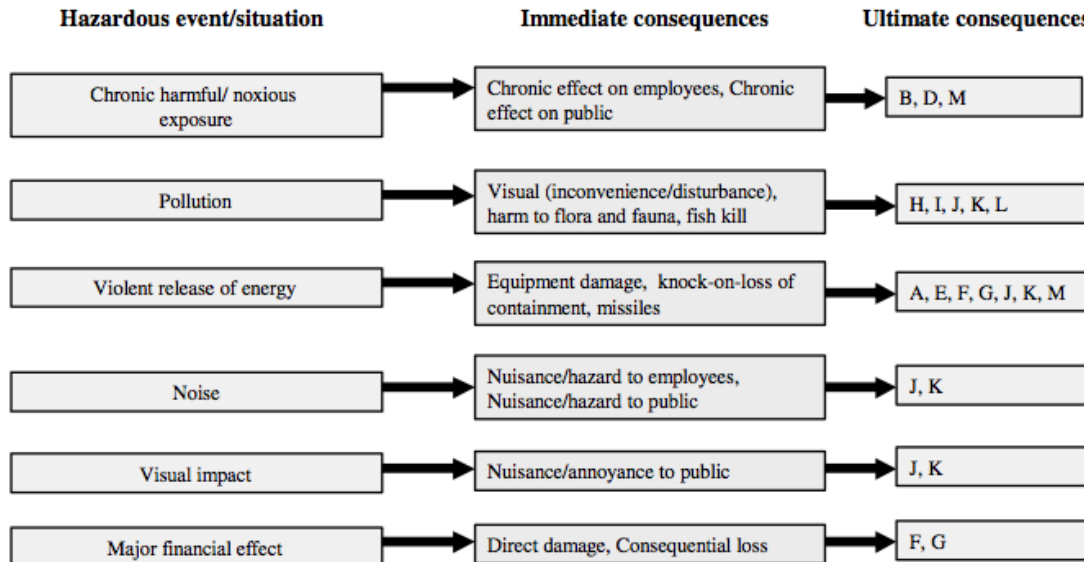 Hazardous event/situation Immediate consequences Ultimate consequences
Chronic harmful/ noxious
exposure
Chronic effect on employees, Chronic
effect on public
B, D, M
Pollution
Visual (inconvenience/disturbance),
harm to flora and fauna, fish kill
H, I, J, K, L
Violent release of energy
Equipment damage, knock-on-loss of
containment, missiles
A, E, F, G, J, K, M
Noise
Nuisance/hazard to employees,
Nuisance/hazard to public
J, K
Visual impact
Nuisance/annoyance to public
J, K
Major financial effect
Direct damage, Consequential loss
F, G